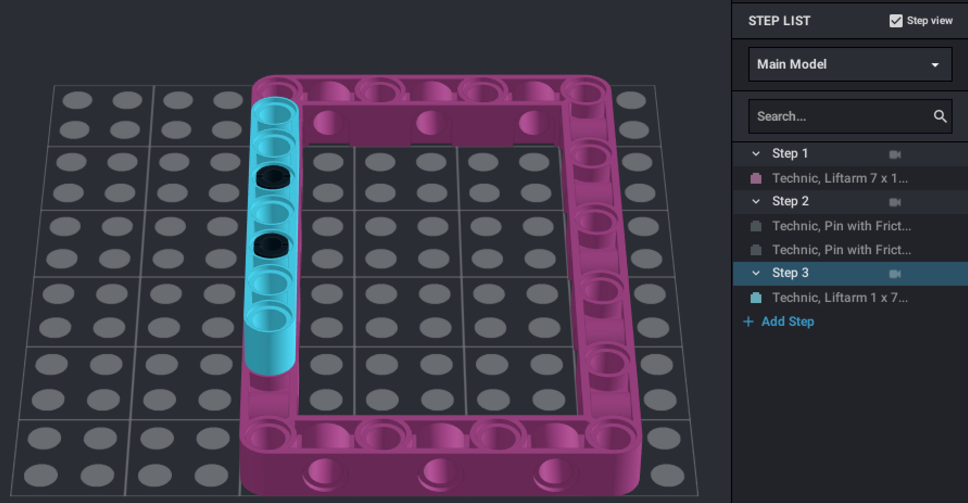 STEP LIST
Step view
Main Model
Search...
Step 1
Technic, Liftarm 7 x 1...
Step 2
Technic, Pin with Frict...
Technic, Pin with Frict...
Step 3
Technic, Liftarm 1 x 7...
+ Add Step